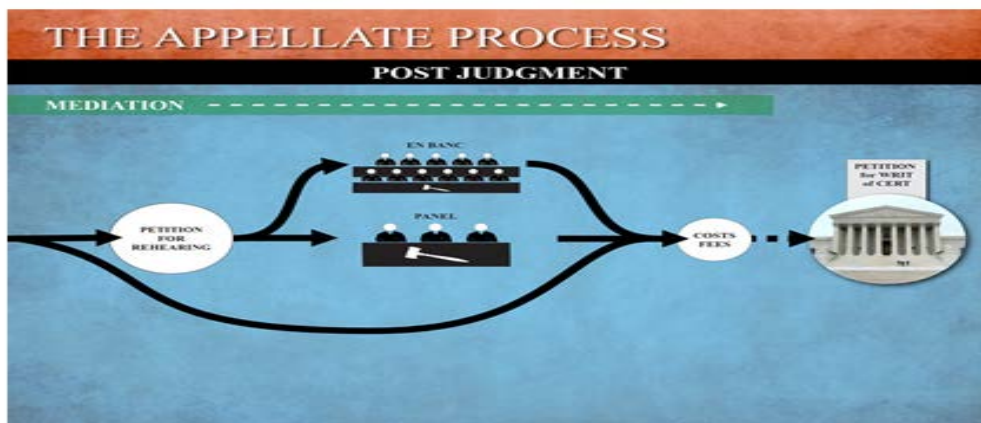 THE APPELLATE PROCESS
POST JUDGMENT
MEDIATION
EN BANC
PETITION
for WRIT
of CERT
PETITION
FOR
REHEARING
PANEL
COSTS
FEES